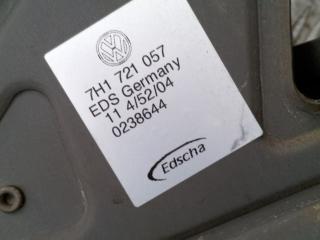 7H1 721 057
EDS Germany
11 4/52/04
0238644
Edscha